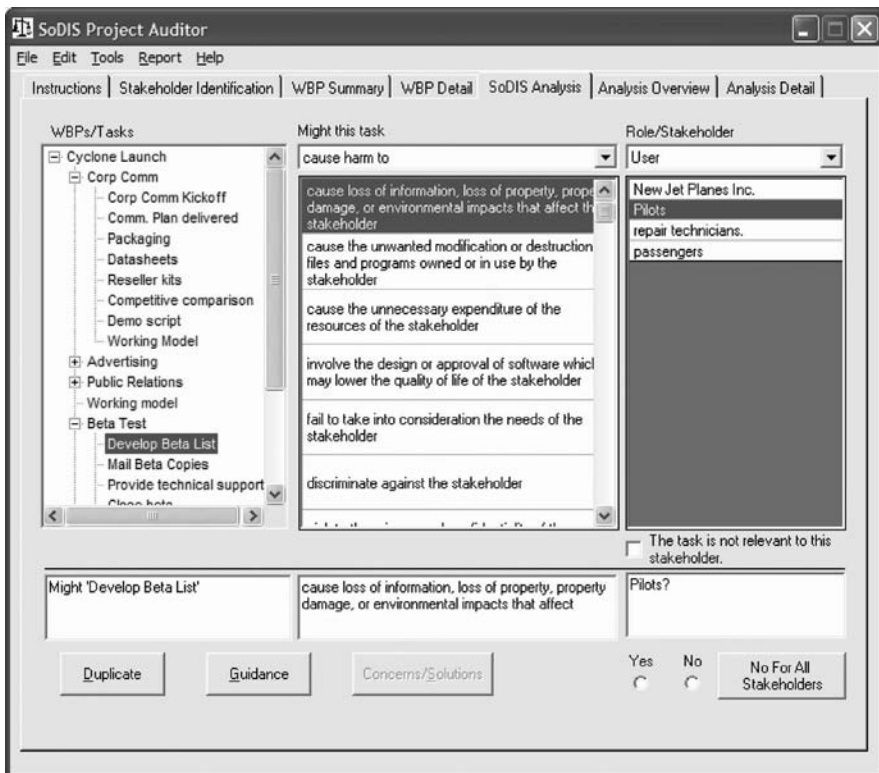 SoDIS Project Auditor
File Edit Tools Report Help
Instructions Stakeholder Identification WBP Summary WBP Detail SoDIS Analysis Analysis Overview Analysis Detail
WBPs/Tasks
Cyclone Launch
Corp Comm
Corp Comm Kickoff
Comm. Plan delivered
Packaging
Datasheets
Reseller kits
Competitive comparison
Demo script
Working Model
Advertising
Public Relations
Working model
Beta Test
Develop Beta List
Mail Beta Copies
Provide technical support
Might this task
cause harm to
cause loss of information, loss of property, prope
damage, or environmental impacts that affect th
stakeholder
cause the unwanted modification or destruction
files and programs owned or in use by the
stakeholder
cause the unnecessary expenditure of the
resources of the stakeholder
involve the design or approval of software whic
may lower the quality of life of the stakeholder
fail to take into consideration the needs of the
stakeholder
discriminate against the stakeholder
Role/Stakeholder
User
New Jet Planes Inc.
Pilots
repair technicians.
passengers
The task is not relevant to this
stakeholder.
Might 'Develop Beta List'
cause loss of information, loss of property, property
damage, or environmental impacts that affect
Pilots?
Duplicate
Guidance
Concerns/Solutions
Yes No
No For All
Stakeholders